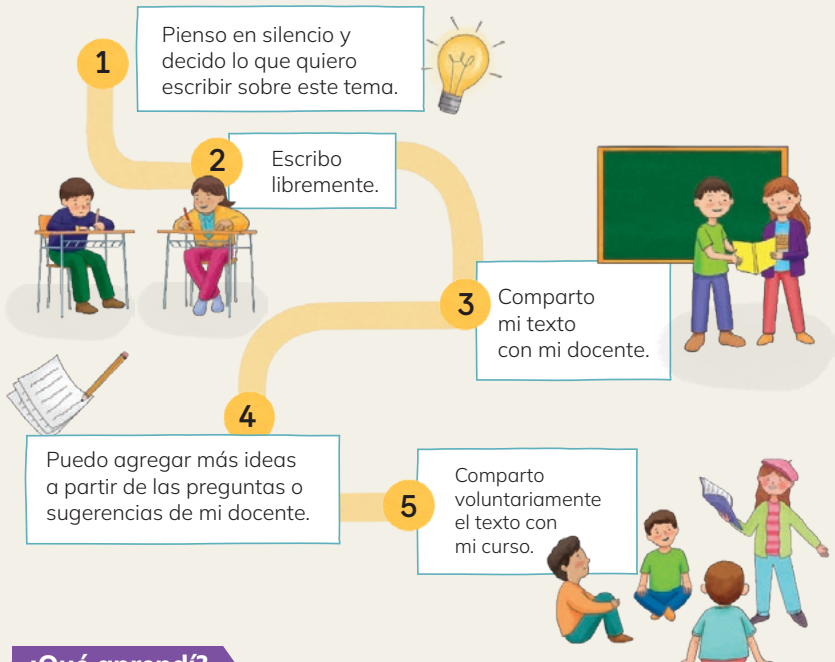 1
Pienso en silencio y
decido lo que quiero
escribir sobre este tema.
2
Escribo
libremente.
3
Comparto
mi texto
con mi docente.
4
Puedo agregar más ideas
a partir de las preguntas o
sugerencias de mi docente.
5
Comparto
voluntariamente
el texto con
mi curso.
¿Qué aprendí?